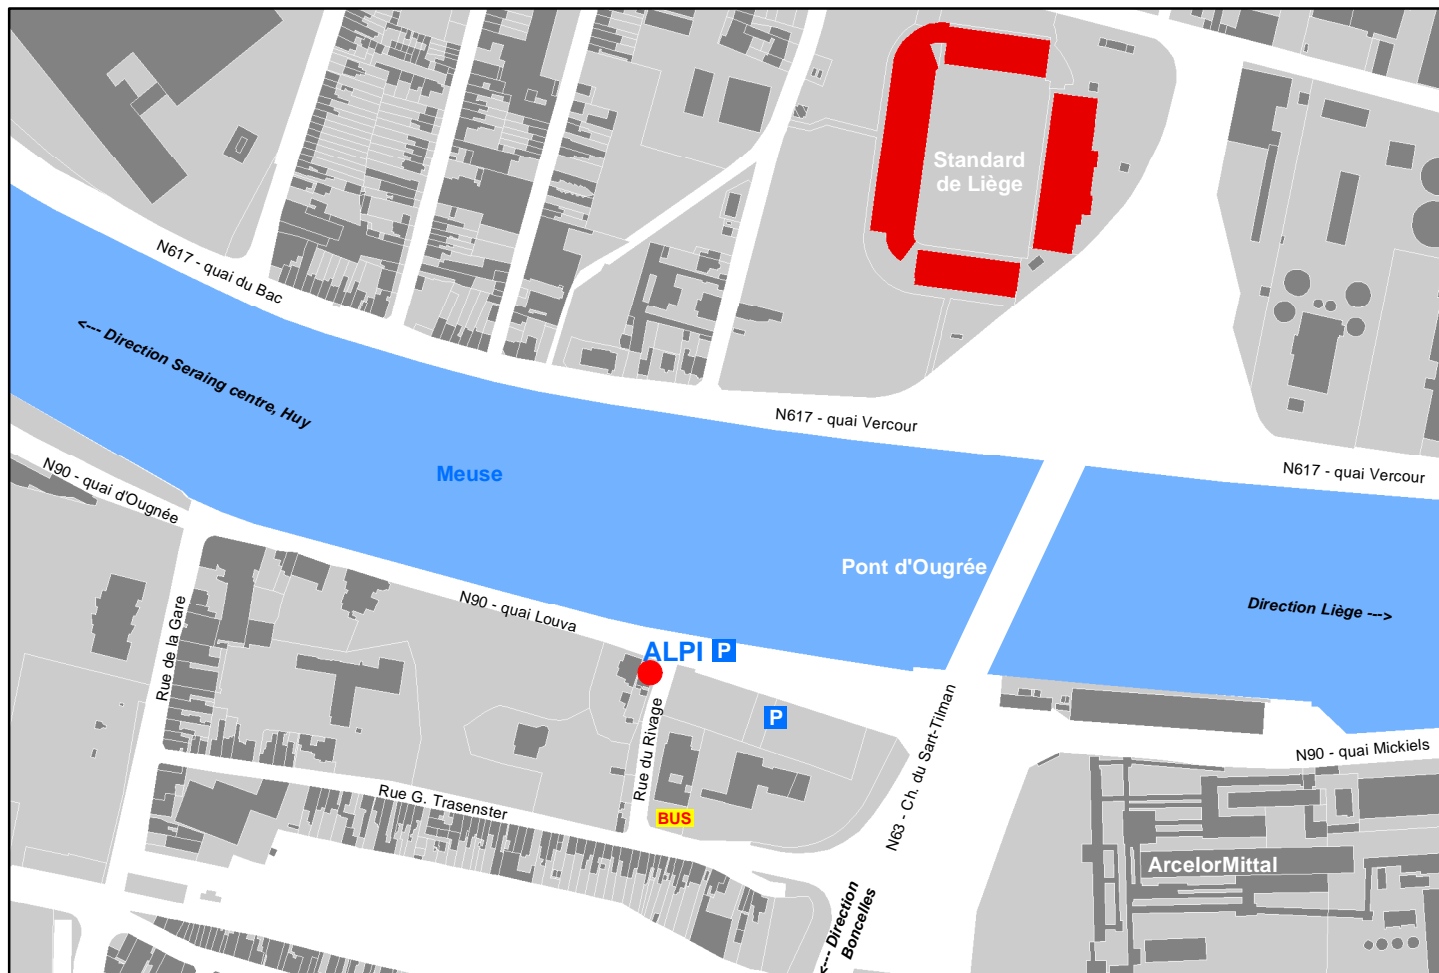 Standard
de Liège
N617 - quai du Bac
<--- Direction Seraing centre, Huy
N617 - quai Vercour
N617 - quai Vercour
Meuse
N90 - quai d'Ougnée
Pont d'Ougrée
Direction Liège --->
N90 - quai Louva
Rue de la Gare
ALPI P
P
Rue du Rivage
N63 - Ch. du Sart-Tilman
N90 - quai Mickiels
Rue G. Trasenster
BUS
ArcelorMittal
<--- Direction
Boncelles